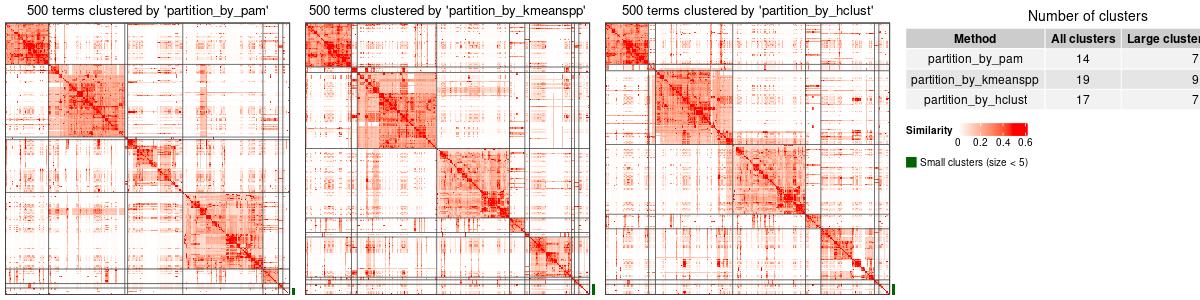 500 terms clustered by 'partition_by_pam'
500 terms clustered by 'partition_by_kmeanspp'
500 terms clustered by 'partition_by_hclust'
Number of clusters
Method All clusters Large cluster
partition_by_pam 14 7
partition_by_kmeanspp 19 9
partition_by_hclust 17 7
Similarity
0 0.2 0.4 0.6
Small clusters (size < 5)